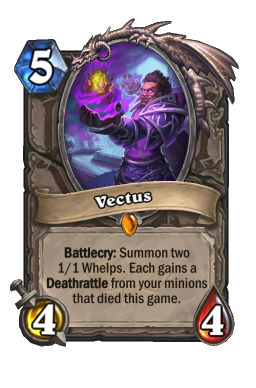 5
Vectus
Battlecry: Summon two
1/1 Whelps. Each gains a
Deathrattle from your minions
that died this game.
4
4